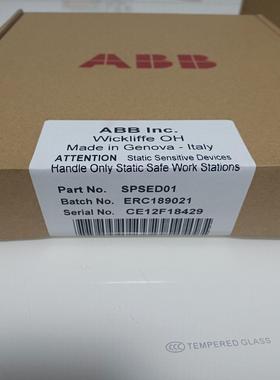 ABB
ABB Inc.
Wickliffe OH
Made in Genova - Italy
ATTENTION Static Sensitive Devices
Handle Only Static Safe Work Stations
Part No. SPSED01
Batch No. ERC189021
Serial No. CE12F18429
CCC TEMPERED GLASS